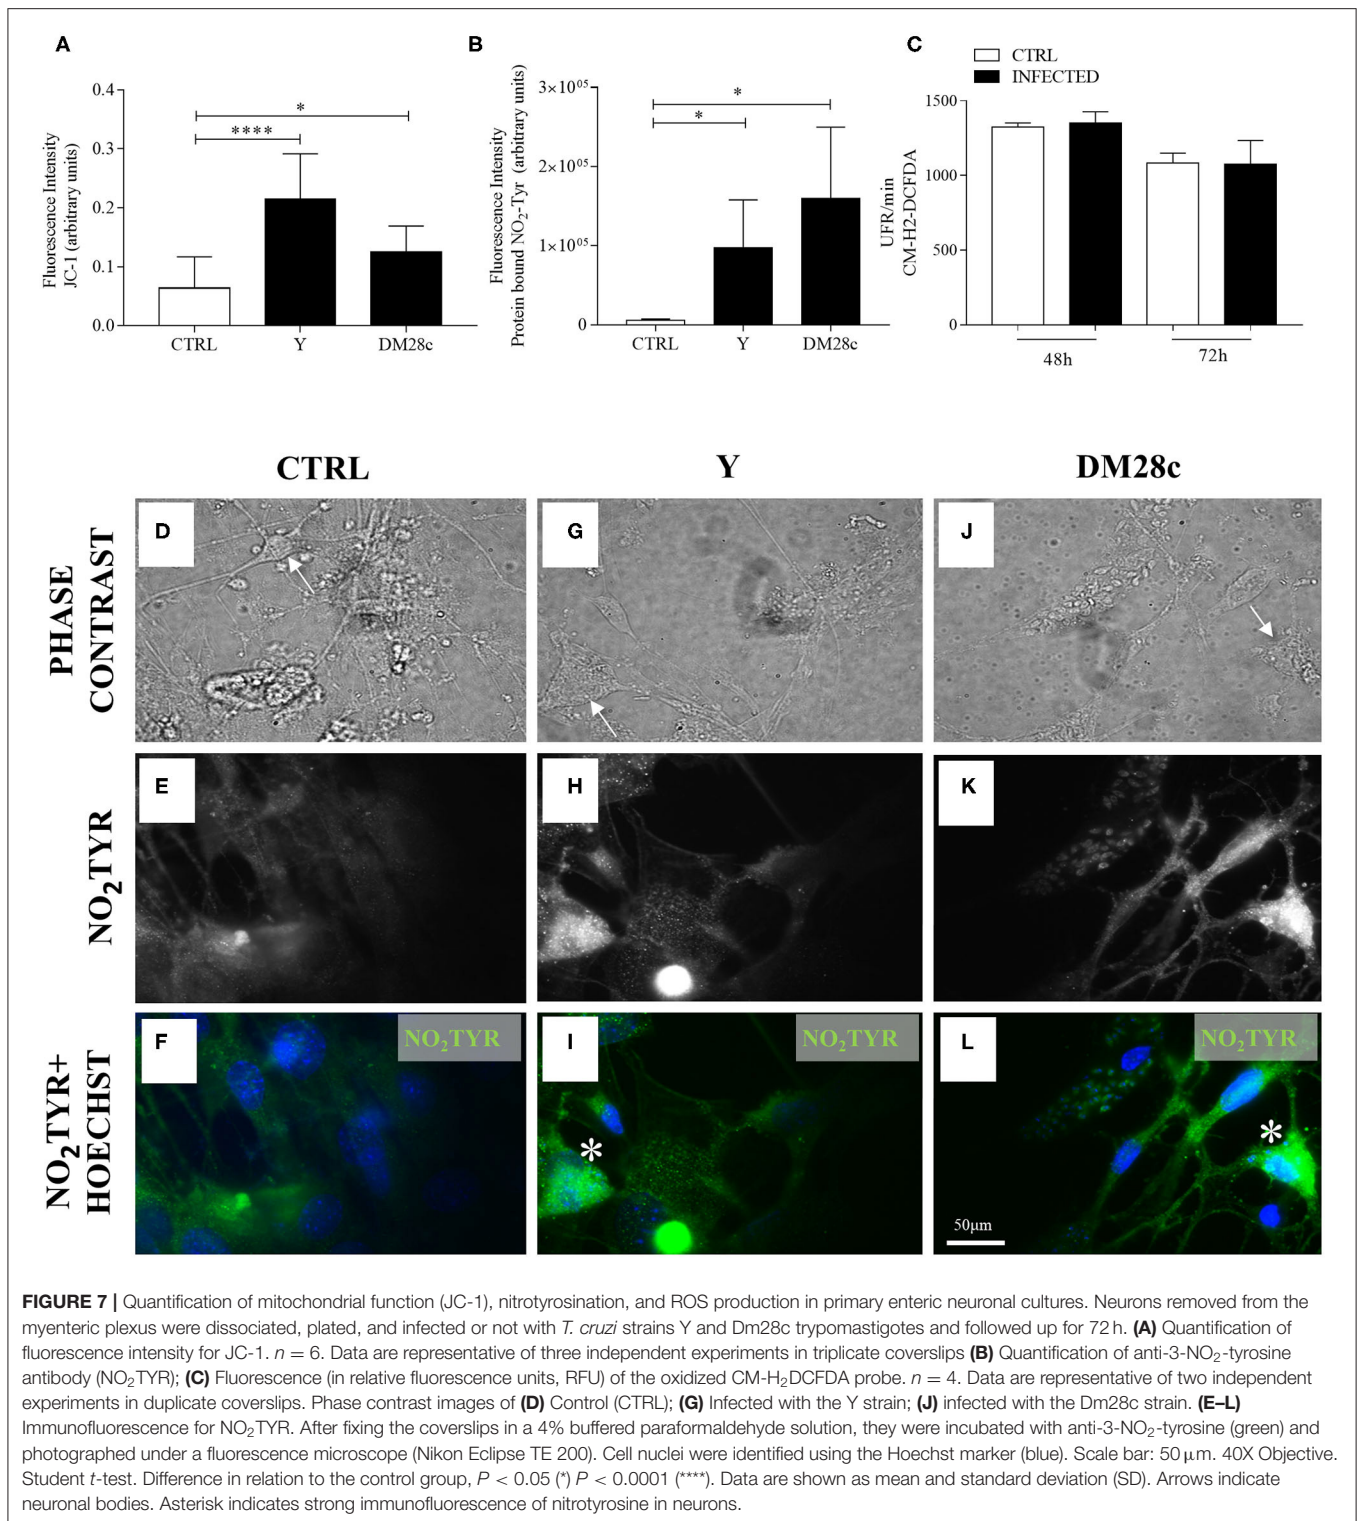 A
Fluorescence Intensity
JC-1 (arbitrary units)
0.4
0.3
0.2
0.1
0.0
*
****
CTRL
Y
DM28c
B
Fluorescence Intensity
Protein bound NO₂-Tyr (arbitrary units)
3×10⁰⁵
2×10⁰⁵
1×10⁰⁵
0
*
*
CTRL
Y
DM28c
C
CTRL
INFECTED
UFR/min
CM-H2-DCFDA
1500
1000
500
0
48h
72h
CTRL
Y
DM28c
PHASE
CONTRAST
D
G
J
NO₂TYR
E
H
K
NO₂TYR+
HOECHST
F
NO₂TYR
I
NO₂TYR
*
L
NO₂TYR
*
50µm
FIGURE 7 | Quantification of mitochondrial function (JC-1), nitrotyrosination, and ROS production in primary enteric neuronal cultures. Neurons removed from the
myenteric plexus were dissociated, plated, and infected or not with T. cruzi strains Y and Dm28c trypomastigotes and followed up for 72 h. (A) Quantification of
fluorescence intensity for JC-1. n = 6. Data are representative of three independent experiments in triplicate coverslips (B) Quantification of anti-3-NO₂-tyrosine
antibody (NO₂TYR); (C) Fluorescence (in relative fluorescence units, RFU) of the oxidized CM-H₂DCFDA probe. n = 4. Data are representative of two independent
experiments in duplicate coverslips. Phase contrast images of (D) Control (CTRL); (G) Infected with the Y strain; (J) infected with the Dm28c strain. (E–L)
Immunofluorescence for NO₂TYR. After fixing the coverslips in a 4% buffered paraformaldehyde solution, they were incubated with anti-3-NO₂-tyrosine (green) and
photographed under a fluorescence microscope (Nikon Eclipse TE 200). Cell nuclei were identified using the Hoechst marker (blue). Scale bar: 50 µm. 40X Objective.
Student t-test. Difference in relation to the control group, P < 0.05 (*) P < 0.0001 (****). Data are shown as mean and standard deviation (SD). Arrows indicate
neuronal bodies. Asterisk indicates strong immunofluorescence of nitrotyrosine in neurons.